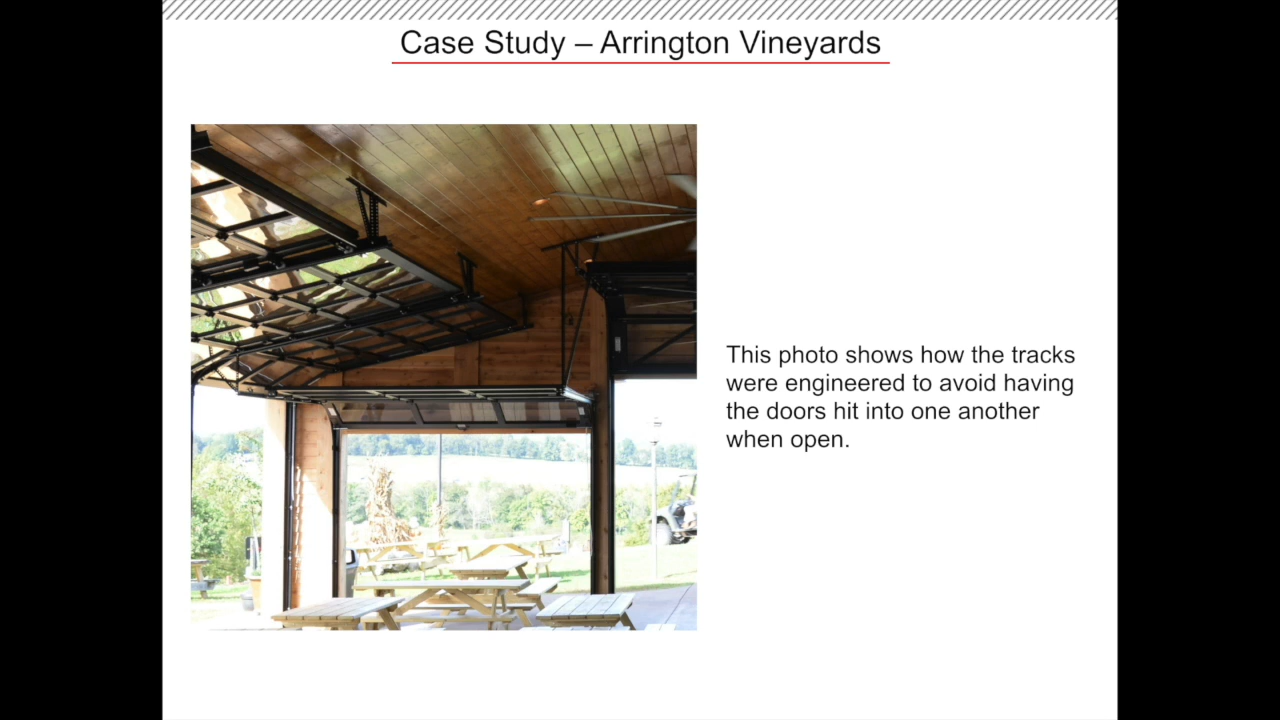 Case Study – Arrington Vineyards
This photo shows how the tracks
were engineered to avoid having
the doors hit into one another
when open.